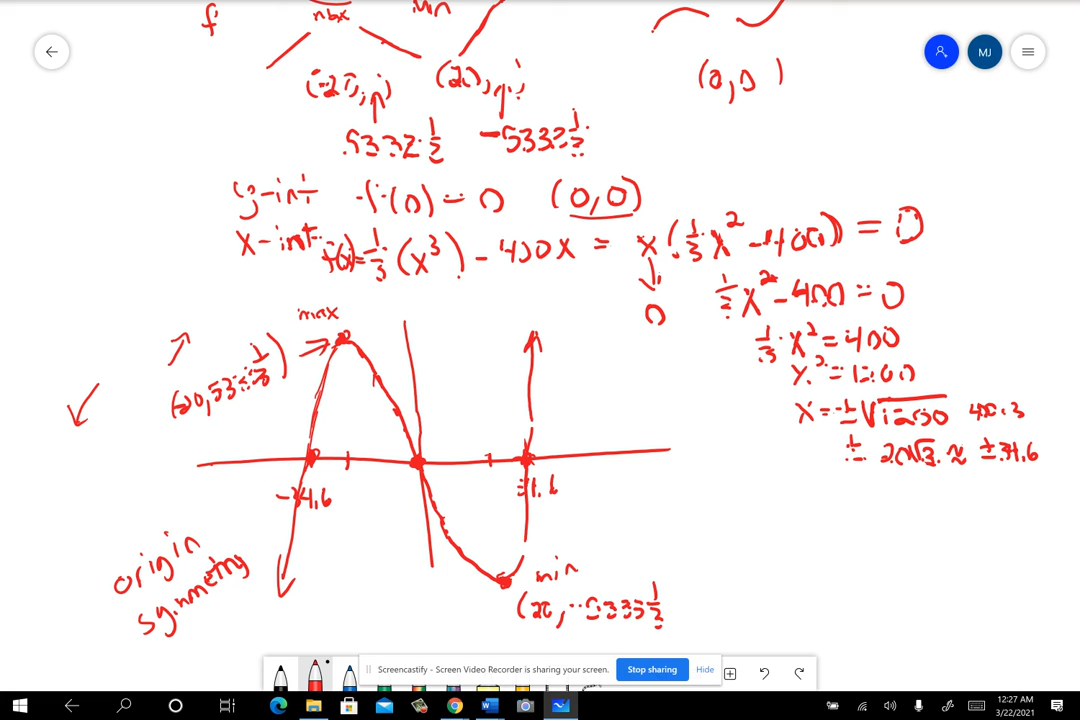 f
max
min
(-20, ) (20, )
(0,0)
5333 1/3 -5333 1/3
y-int f(0) = 0 (0,0)
x-int f(x) = 1/3 (x³) - 400x = x(1/3 x² - 400) = 0
0
1/3 x² - 400 = 0
1/3 x² = 400
x² = 1200
x = ±√1200 400·3
± 20√3 ≈ ±34.6
max
(-20, 5333 1/3)
-34.6
34.6
min
(20, -5333 1/3
origin
symmetry
MJ
Screencastify - Screen Video Recorder is sharing your screen.
Stop sharing
Hide
12:27 AM
3/22/2021